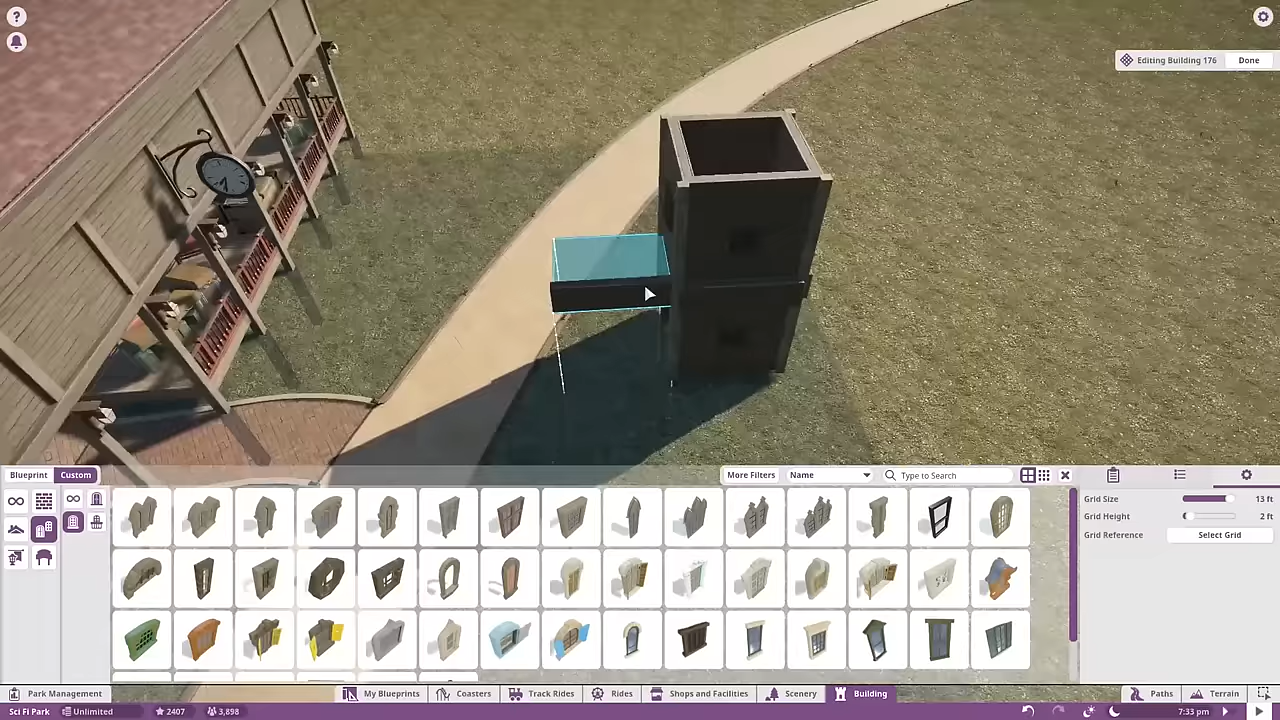 ?
Editing Building 176 Done
Blueprint Custom More Filters Name Type to Search
Grid Size 13 ft
Grid Height 2 ft
Grid Reference Select Grid
Park Management My Blueprints Coasters Track Rides Rides Shops and Facilities Scenery Building Paths Terrain
Sci Fi Park Unlimited 2407 3,898 7:33 pm